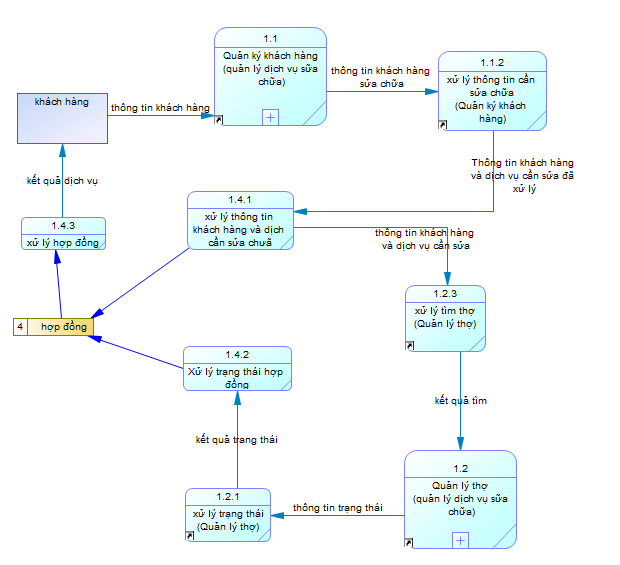 1.1
Quản ký khách hàng
(quản lý dịch vụ sữa
chữa)
thông tin khách hàng
sửa chữa
1.1.2
xử lý thông tin cần
sửa chữa
(Quản ký khách
hàng)
khách hàng
thông tin khách hàng
Thông tin khách hàng
và dịch vụ cần sửa đã
xử lý
kết quả dịch vụ
1.4.1
xử lý thông tin
khách hàng và dịch
cần sửa chưã
1.4.3
xử lý hợp đồng
thông tin khách hàng
và dịch vụ cần sửa
1.2.3
xử lý tìm thợ
(Quản lý thợ)
4 hợp đồng
1.4.2
Xử lý trạng thái hợp
đồng
kết quả tìm
kết quả trạng thái
1.2
Quản lý thợ
(quản lý dịch vụ sữa
chữa)
1.2.1
xử lý trạng thái
(Quản lý thợ)
thông tin trạng thái